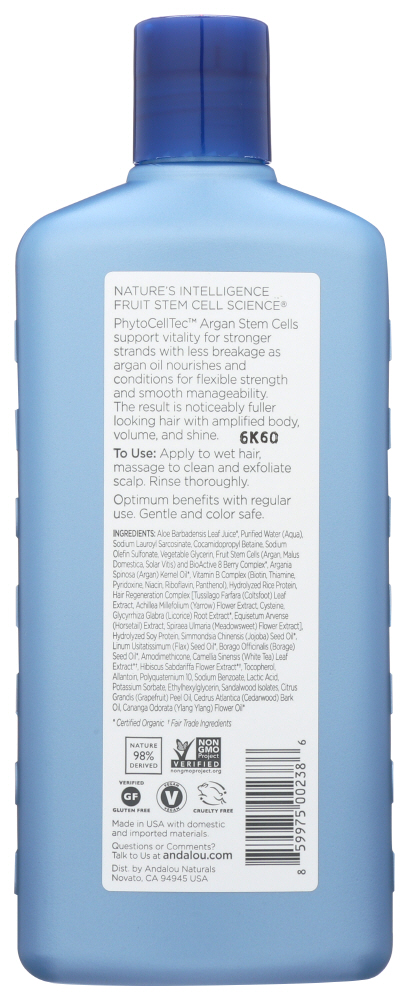 NATURE'S INTELLIGENCE
FRUIT STEM CELL SCIENCE®
PhytoCellTec™ Argan Stem Cells
support vitality for stronger
strands with less breakage as
argan oil nourishes and
conditions for flexible strength
and smooth manageability.
The result is noticeably fuller
looking hair with amplified body,
volume, and shine. 6K60
To Use: Apply to wet hair,
massage to clean and exfoliate
scalp. Rinse thoroughly.
Optimum benefits with regular
use. Gentle and color safe.
INGREDIENTS: Aloe Barbadensis Leaf Juice*, Purified Water (Aqua),
Sodium Lauroyl Sarcosinate, Cocamidopropyl Betaine, Sodium
Olefin Sulfonate, Vegetable Glycerin, Fruit Stem Cells (Argan, Malus
Domestica, Solar Vitis) and BioActive 8 Berry Complex*, Argania
Spinosa (Argan) Kernel Oil*, Vitamin B Complex (Biotin, Thiamine,
Pyridoxine, Niacin, Riboflavin, Panthenol), Hydrolyzed Rice Protein,
Hair Regeneration Complex [Tussilago Farfara (Coltsfoot) Leaf
Extract, Achillea Millefolium (Yarrow) Flower Extract, Cysteine,
Glycyrrhiza Glabra (Licorice) Root Extract*, Equisetum Arvense
(Horsetail) Extract, Spiraea Ulmaria (Meadowsweet) Flower Extract],
Hydrolyzed Soy Protein, Simmondsia Chinensis (Jojoba) Seed Oil*,
Linum Usitatissimum (Flax) Seed Oil*, Borago Officinalis (Borage)
Seed Oil*, Amodimethicone, Camellia Sinensis (White Tea) Leaf
Extract*†, Hibiscus Sabdariffa Flower Extract*†, Tocopherol,
Allantoin, Polyquaternium 10, Sodium Benzoate, Lactic Acid,
Potassium Sorbate, Ethylhexylglycerin, Sandalwood Isolates, Citrus
Grandis (Grapefruit) Peel Oil, Cedrus Atlantica (Cedarwood) Bark
Oil, Cananga Odorata (Ylang Ylang) Flower Oil*
* Certified Organic † Fair Trade Ingredients
NATURE
98%
DERIVED
NON
GMO
Project
VERIFIED
nongmoproject.org
VERIFIED
GF
GLUTEN FREE
V
CRUELTY FREE
Made in USA with domestic
and imported materials.
Questions or Comments?
Talk to Us at andalou.com
Dist. by Andalou Naturals
Novato, CA 94945 USA
8 59975 00238 6